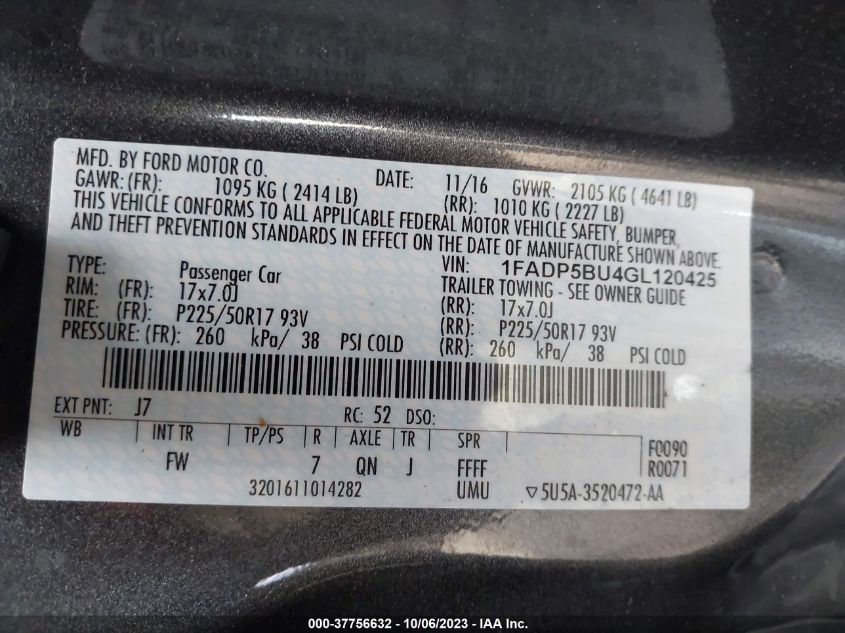 MFD. BY FORD MOTOR CO. DATE: 11/16 GVWR: 2105 KG ( 4641 LB)
GAWR: (FR): 1095 KG ( 2414 LB) (RR): 1010 KG ( 2227 LB)
THIS VEHICLE CONFORMS TO ALL APPLICABLE FEDERAL MOTOR VEHICLE SAFETY, BUMPER,
AND THEFT PREVENTION STANDARDS IN EFFECT ON THE DATE OF MANUFACTURE SHOWN ABOVE.
VIN: 1FADP5BU4GL120425
TYPE: Passenger Car TRAILER TOWING - SEE OWNER GUIDE
RIM: (FR): 17x7.0J (RR): 17x7.0J
TIRE: (FR): P225/50R17 93V (RR): P225/50R17 93V
PRESSURE: (FR): 260 kPa/ 38 PSI COLD (RR): 260 kPa/ 38 PSI COLD
EXT PNT: J7 RC: 52 DSO:
WB INT TR TP/PS R AXLE TR SPR F0090
FW 7 QN J FFFF R0071
3201611014282 UMU ▽5U5A-3520472-AA
000-37756632 - 10/06/2023 - IAA Inc.